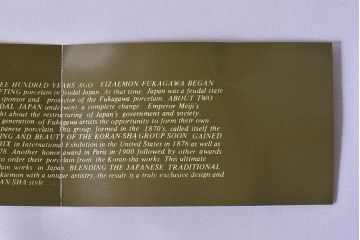 EE HUNDRED YEARS AGO EIZAEMON FUKAGAWA BEGAN
FTING porcelain in feudal Japan. At that time, Japan was a feudal state
sponsor and protector of the Fukagawa porcelain. ABOUT TWO
DAL JAPAN underwent a complete change. Emperor Meiji's
ht about the restructuring of Japan's government and society.
generation of Fukagawa artists the opportunity to form their own
panese porcelain. This group, formed in the 1870's, called itself the
ING AND BEAUTY OF THE KORAN-SHA GROUP SOON GAINED
RIX in International Exhibition in the United States in 1876 as well as
78. Another honor award in Paris in 1900 followed by other awards
to order their porcelain from the Koran-sha works. This ultimate
lain works in Japan. BLENDING THE JAPANESE TRADITIONAL
kiemon with a unique artistry, the result is a truly exclusive design and
AN-SHA style . . .